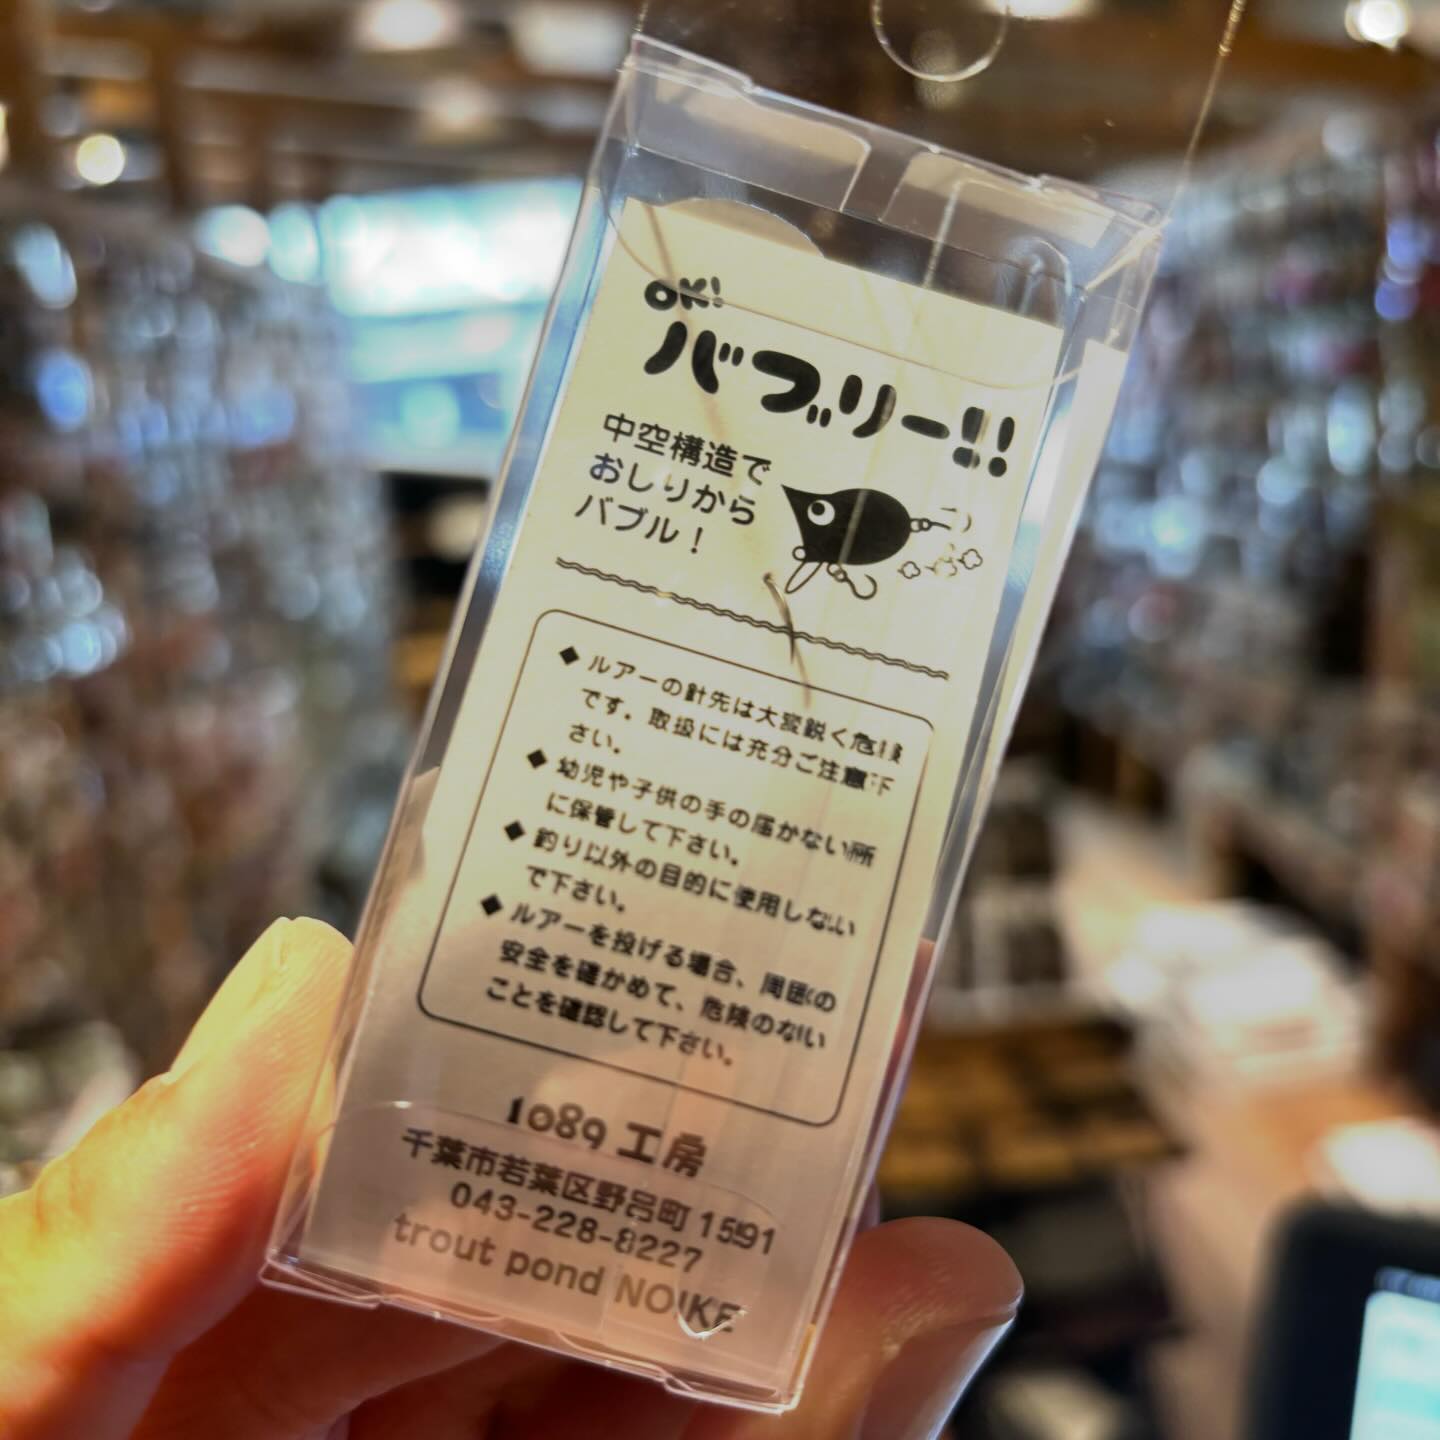 OK!
バブリー!!
中空構造で
おしりから
バブル！
◆ ルアーの針先は大変鋭く危険
です。取扱には充分ご注意下
さい。
◆ 幼児や子供の手の届かない所
に保管して下さい。
◆ 釣り以外の目的に使用しない
で下さい。
◆ ルアーを投げる場合、周囲の
安全を確かめて、危険のない
ことを確認して下さい。
1089 工房
千葉市若葉区野呂町 1591
043-228-8227
trout pond NOIKE